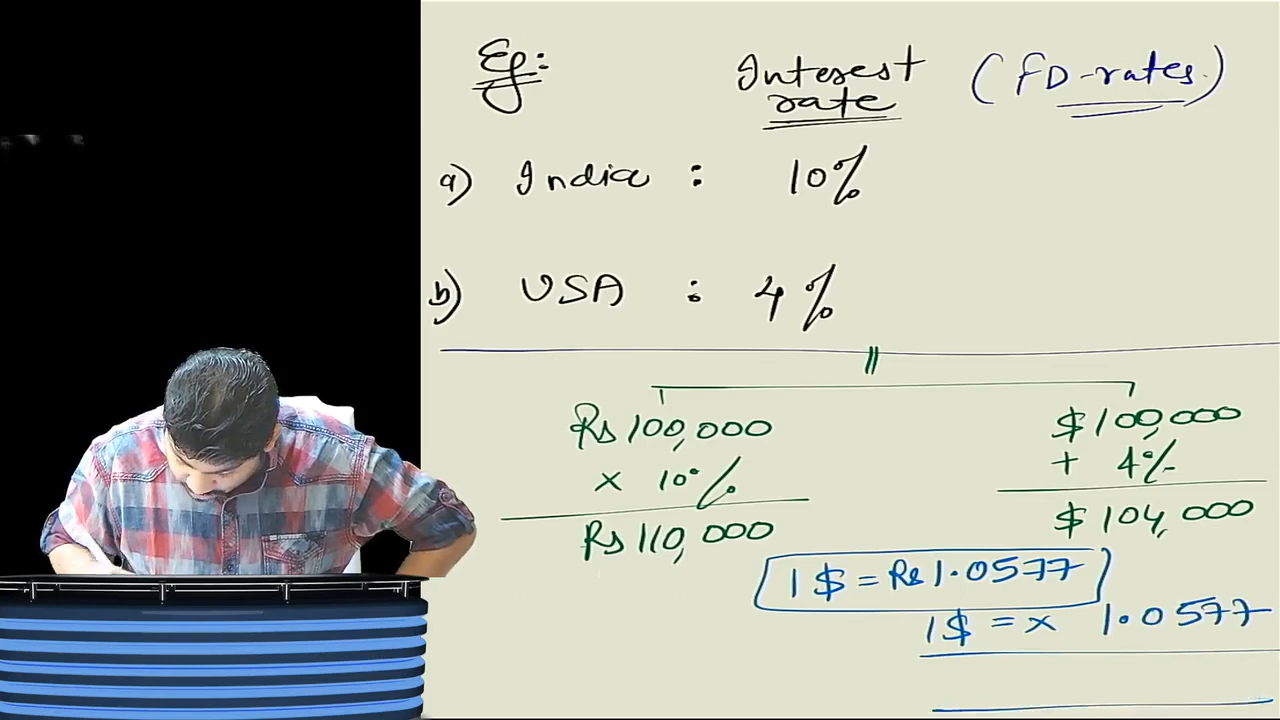 Eg:
Interest rate (FD-rates.)
a) India : 10%
b) USA : 4%
Rs 100,000
x 10%
Rs 110,000
$ 100,000
+ 4%
$ 104,000
1$ = Rs 1.0577
1$ = x 1.0577